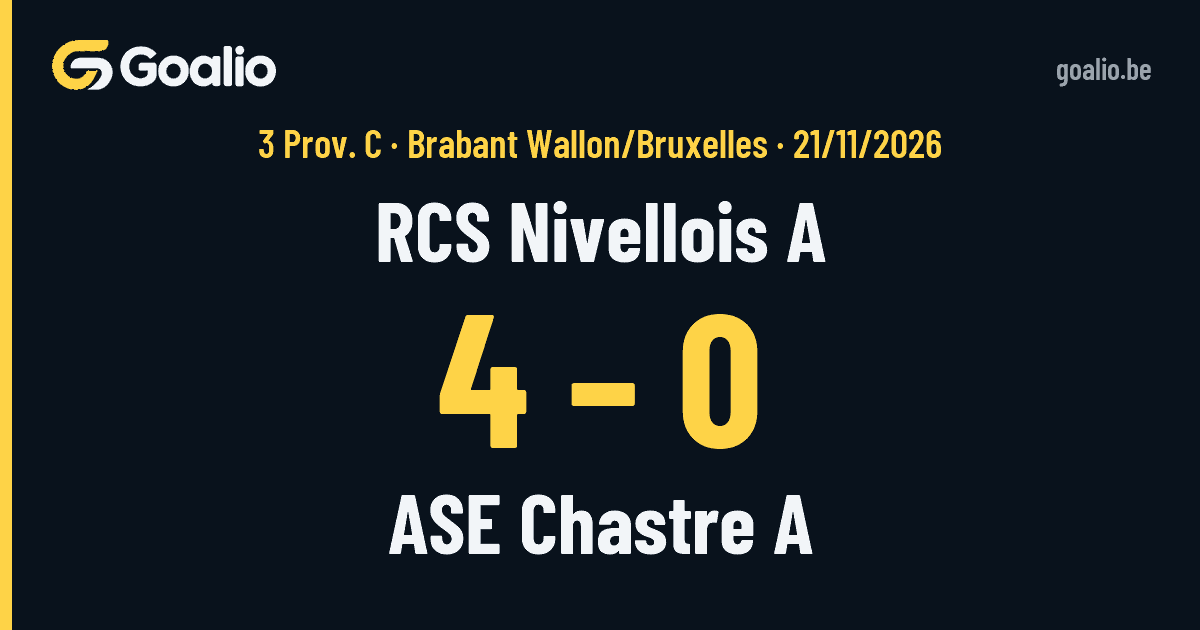 Goalio
goalio.be
3 Prov. C · Brabant Wallon/Bruxelles · 21/11/2026
RCS Nivellois A
4 – 0
ASE Chastre A